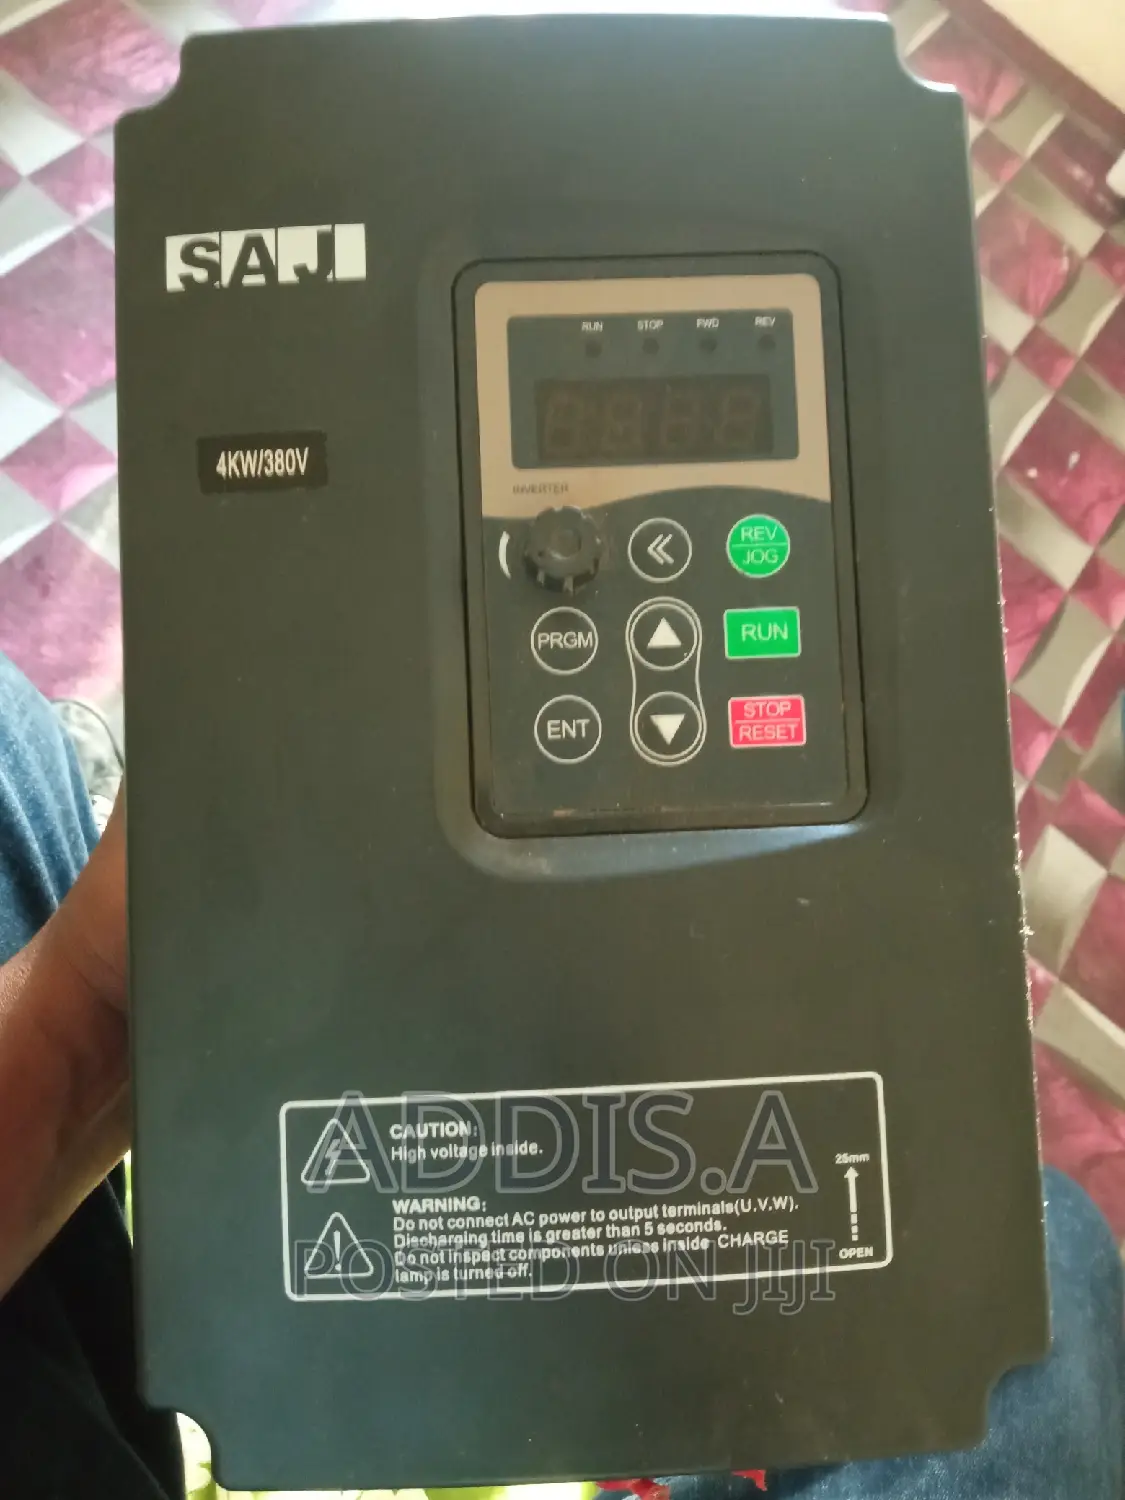 SAJ
RUN STOP FWD REV
4KW/380V
INVERTER
REV
JOG
PRGM
RUN
ENT
STOP
RESET
CAUTION:
High voltage inside.
WARNING:
Do not connect AC power to output terminals(U.V.W).
Discharging time is greater than 5 seconds.
Do not inspect components unless inside CHARGE
lamp is turned off.
25mm
OPEN
ADDIS.A
POSTED ON JIJI